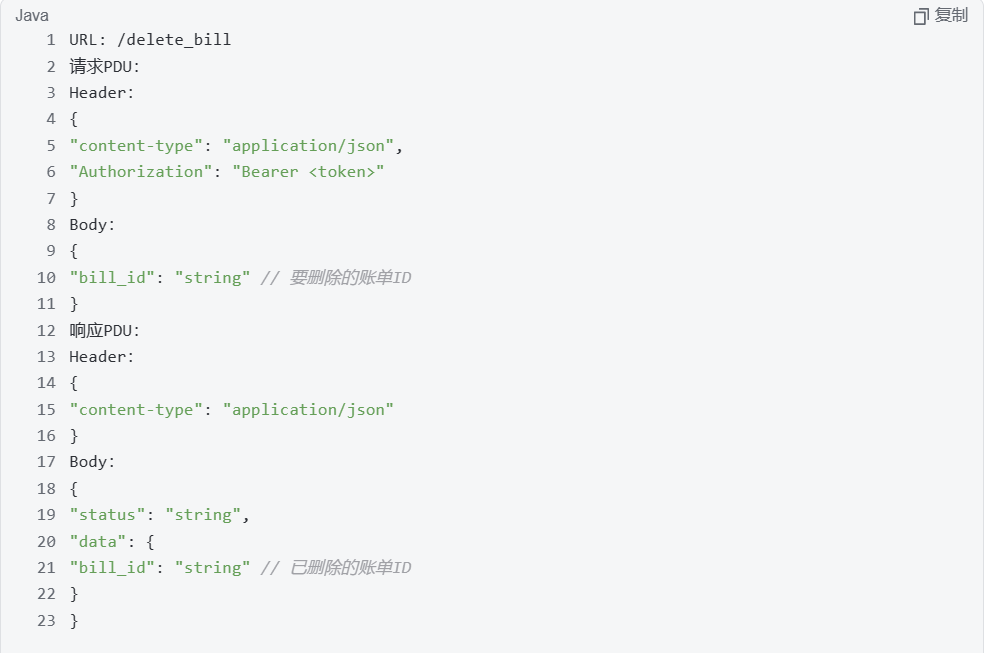 Java
复制
1 URL: /delete_bill
2 请求PDU:
3 Header:
4 {
5 "content-type": "application/json",
6 "Authorization": "Bearer <token>"
7 }
8 Body:
9 {
10 "bill_id": "string" // 要删除的账单ID
11 }
12 响应PDU:
13 Header:
14 {
15 "content-type": "application/json"
16 }
17 Body:
18 {
19 "status": "string",
20 "data": {
21 "bill_id": "string" // 已删除的账单ID
22 }
23 }